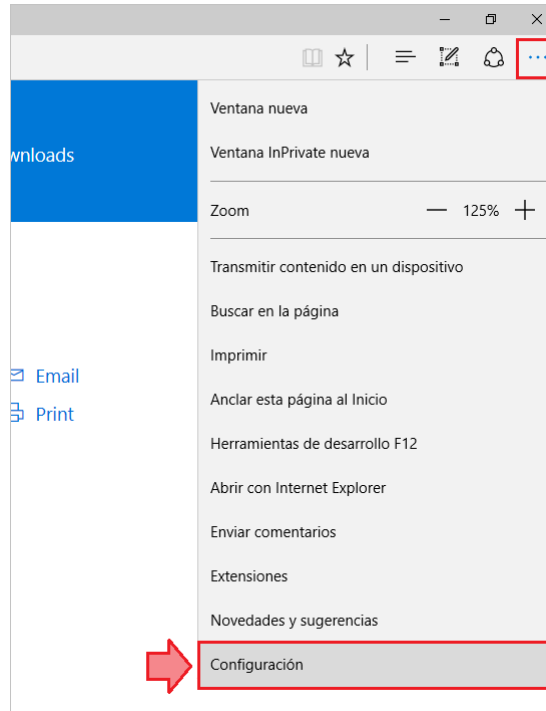 wnloads
Email
Print
Ventana nueva
Ventana InPrivate nueva
Zoom
125%
Transmitir contenido en un dispositivo
Buscar en la página
Imprimir
Anclar esta página al Inicio
Herramientas de desarrollo F12
Abrir con Internet Explorer
Enviar comentarios
Extensiones
Novedades y sugerencias
Configuración